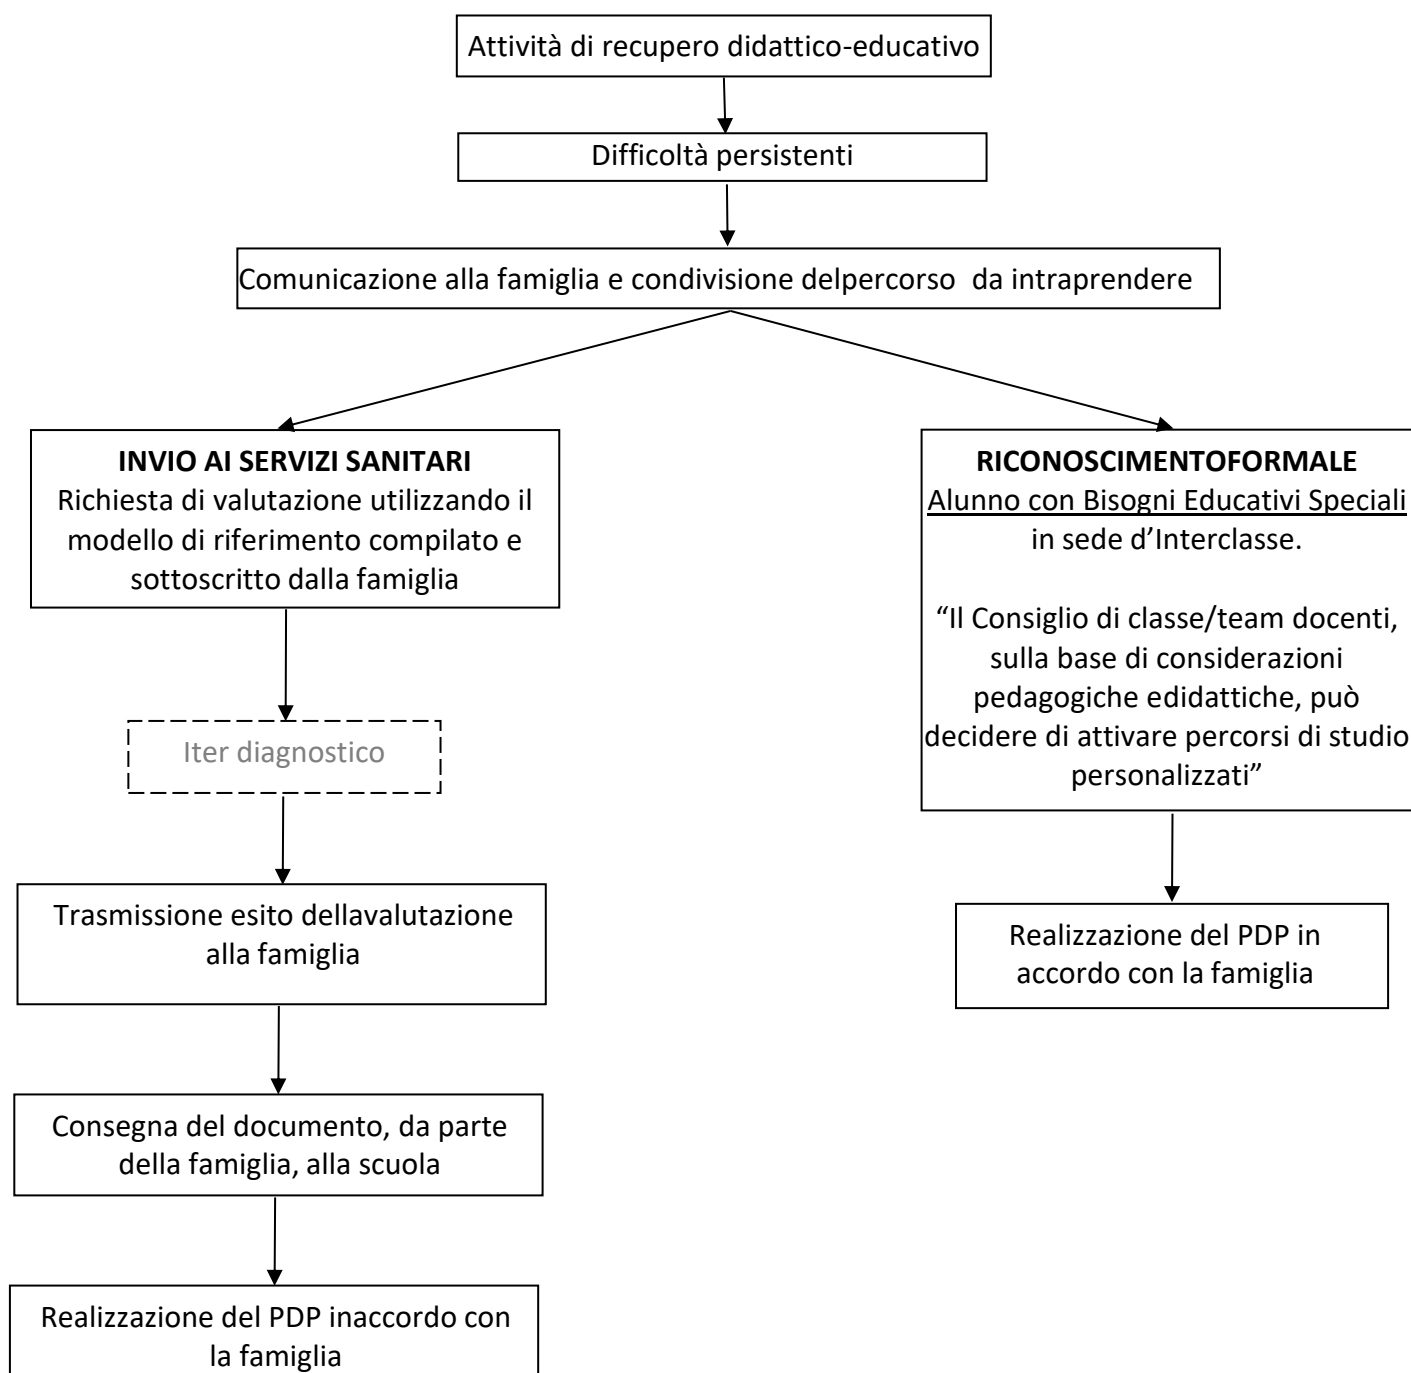 Attività di recupero didattico-educativo
Difficoltà persistenti
Comunicazione alla famiglia e condivisione delpercorso  da intraprendere
INVIO AI SERVIZI SANITARI
Richiesta di valutazione utilizzando il
modello di riferimento compilato e
sottoscritto dalla famiglia
Iter diagnostico
Trasmissione esito dellavalutazione
alla famiglia
Consegna del documento, da parte
della famiglia, alla scuola
Realizzazione del PDP inaccordo con
la famiglia
RICONOSCIMENTOFORMALE
Alunno con Bisogni Educativi Speciali
in sede d’Interclasse.
“Il Consiglio di classe/team docenti,
sulla base di considerazioni
pedagogiche edidattiche, può
decidere di attivare percorsi di studio
personalizzati”
Realizzazione del PDP in
accordo con la famiglia